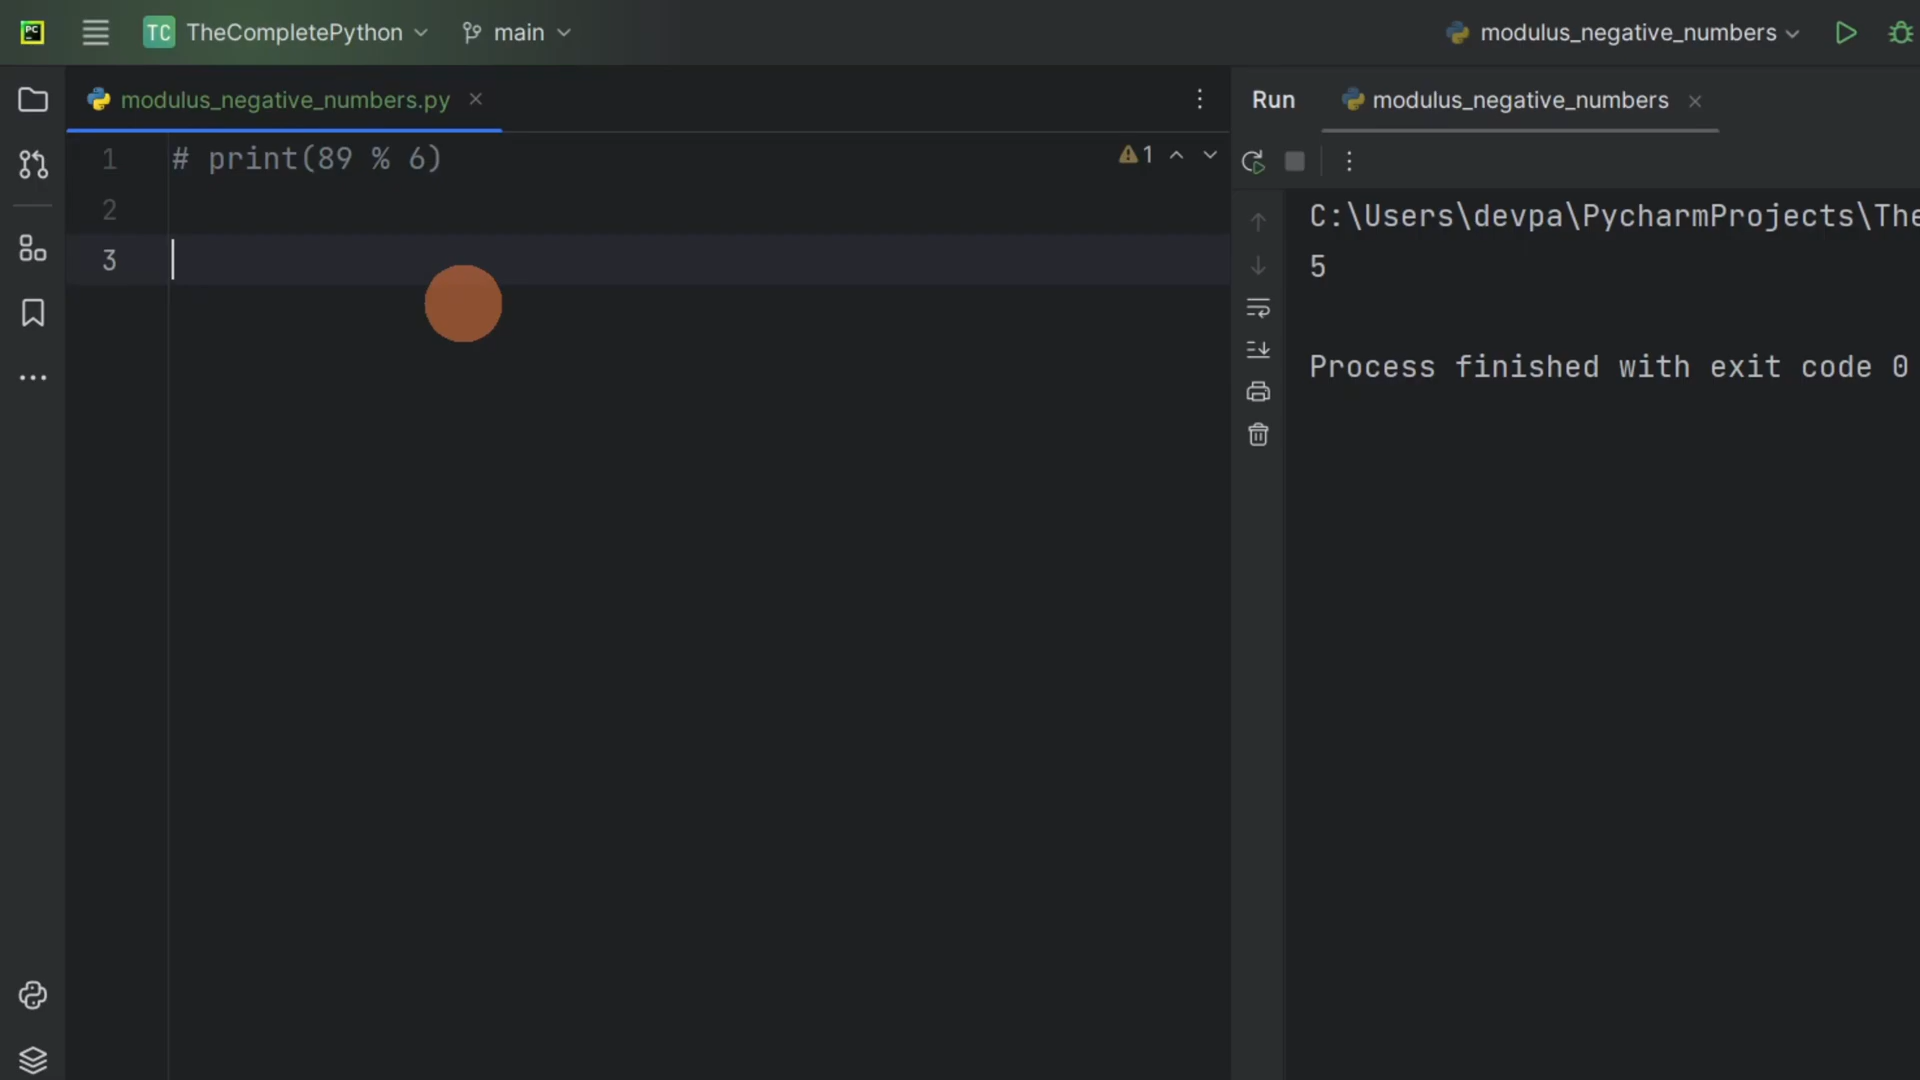 PC
TC TheCompletePython main modulus_negative_numbers
modulus_negative_numbers.py
Run modulus_negative_numbers
1 # print(89 % 6)
1
2
3
C:\Users\devpa\PycharmProjects\The
5
Process finished with exit code 0